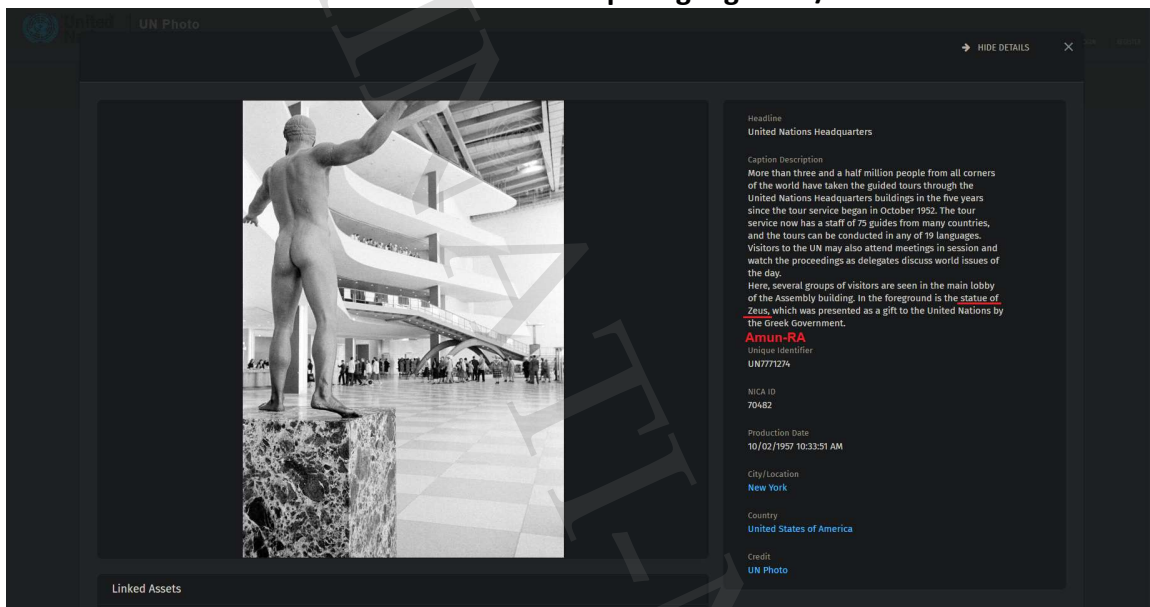 United UN Photo
HIDE DETAILS
Headline
United Nations Headquarters
Caption Description
More than three and a half million people from all corners
of the world have taken the guided tours through the
United Nations Headquarters buildings in the five years
since the tour service began in October 1952. The tour
service now has a staff of 75 guides from many countries,
and the tours can be conducted in any of 19 languages.
Visitors to the UN may also attend meetings in session and
watch the proceedings as delegates discuss world issues of
the day.
Here, several groups of visitors are seen in the main lobby
of the Assembly building. In the foreground is the statue of
Zeus, which was presented as a gift to the United Nations by
the Greek Government.
Amun-RA
Unique Identifier
UN7771274
NICA ID
70482
Production Date
10/02/1957 10:33:51 AM
City/Location
New York
Country
United States of America
Credit
UN Photo
Linked Assets